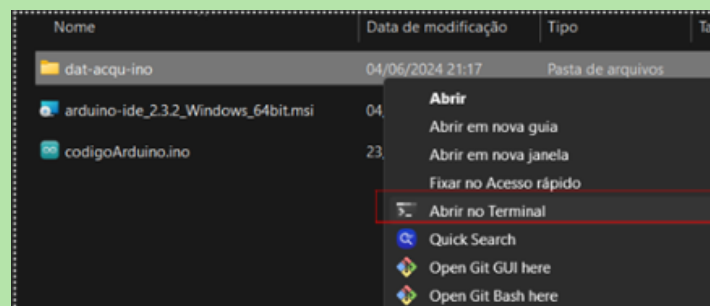 Nome Data de modificação Tipo
dat-acqu-ino 04/06/2024 21:17 Pasta de arquivos
arduino-ide_2.3.2_Windows_64bit.msi 04
codigoArduino.ino 23
Abrir
Abrir em nova guia
Abrir em nova janela
Fixar no Acesso rápido
Abrir no Terminal
Quick Search
Open Git GUI here
Open Git Bash here